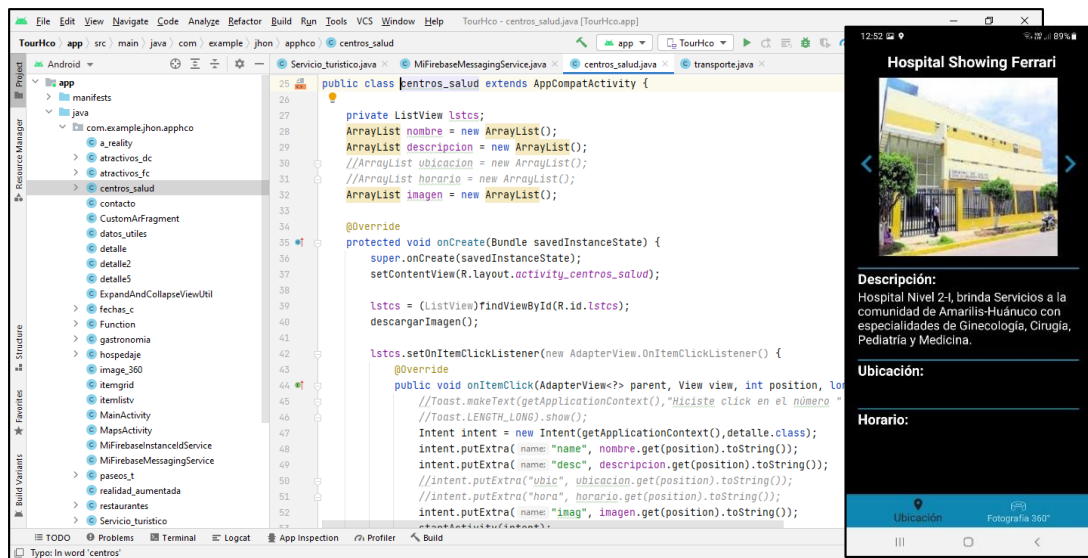 File Edit View Navigate Code Analyze Refactor Build Run Tools VCS Window Help TourHco - centros_salud.java [TourHco.app]
TourHco app src main java com example jhon apphco centros_salud
app TourHco
Android
Servicio_turistico.java MiFirebaseMessagingService.java centros_salud.java transporte.java
Project
Resource Manager
Structure
Favorites
Build Variants
app
manifests
java
com.example.jhon.apphco
a_reality
atractivos_dc
atractivos_fc
centros_salud
contacto
CustomArFragment
datos_utiles
detalle
detalle2
detalle5
ExpandAndCollapseViewUtil
fechas_c
Function
gastronomia
hospedaje
image_360
itemgrid
itemlistv
MainActivity
MapsActivity
MiFirebaseInstanceIdService
MiFirebaseMessagingService
paseos_t
realidad_aumentada
restaurantes
Servicio_turistico
25 public class centros_salud extends AppCompatActivity {
26
27 private ListView lstcs;
28 ArrayList nombre = new ArrayList();
29 ArrayList descripcion = new ArrayList();
30 //ArrayList ubicacion = new ArrayList();
31 //ArrayList horario = new ArrayList();
32 ArrayList imagen = new ArrayList();
33
34 @Override
35 protected void onCreate(Bundle savedInstanceState) {
36 super.onCreate(savedInstanceState);
37 setContentView(R.layout.activity_centros_salud);
38
39 lstcs = (ListView)findViewById(R.id.lstcs);
40 descargarImagen();
41
42 lstcs.setOnItemClickListener(new AdapterView.OnItemClickListener() {
43 @Override
44 public void onItemClick(AdapterView<?> parent, View view, int position, lon
45 //Toast.makeText(getApplicationContext(),"Hiciste click en el número "
46 //Toast.LENGTH_LONG).show();
47 Intent intent = new Intent(getApplicationContext(),detalle.class);
48 intent.putExtra( name: "name", nombre.get(position).toString());
49 intent.putExtra( name: "desc", descripcion.get(position).toString());
50 //intent.putExtra("ubic", ubicacion.get(position).toString());
51 //intent.putExtra("hora", horario.get(position).toString());
52 intent.putExtra( name: "imag", imagen.get(position).toString());
53 startActivity(intent);
TODO Problems Terminal Logcat App Inspection Profiler Build
Typo: In word 'centros'
12:52 89%
Hospital Showing Ferrari
Descripción:
Hospital Nivel 2-I, brinda Servicios a la
comunidad de Amarilis-Huánuco con
especialidades de Ginecología, Cirugía,
Pediatría y Medicina.
Ubicación:
Horario:
Ubicación Fotografía 360°